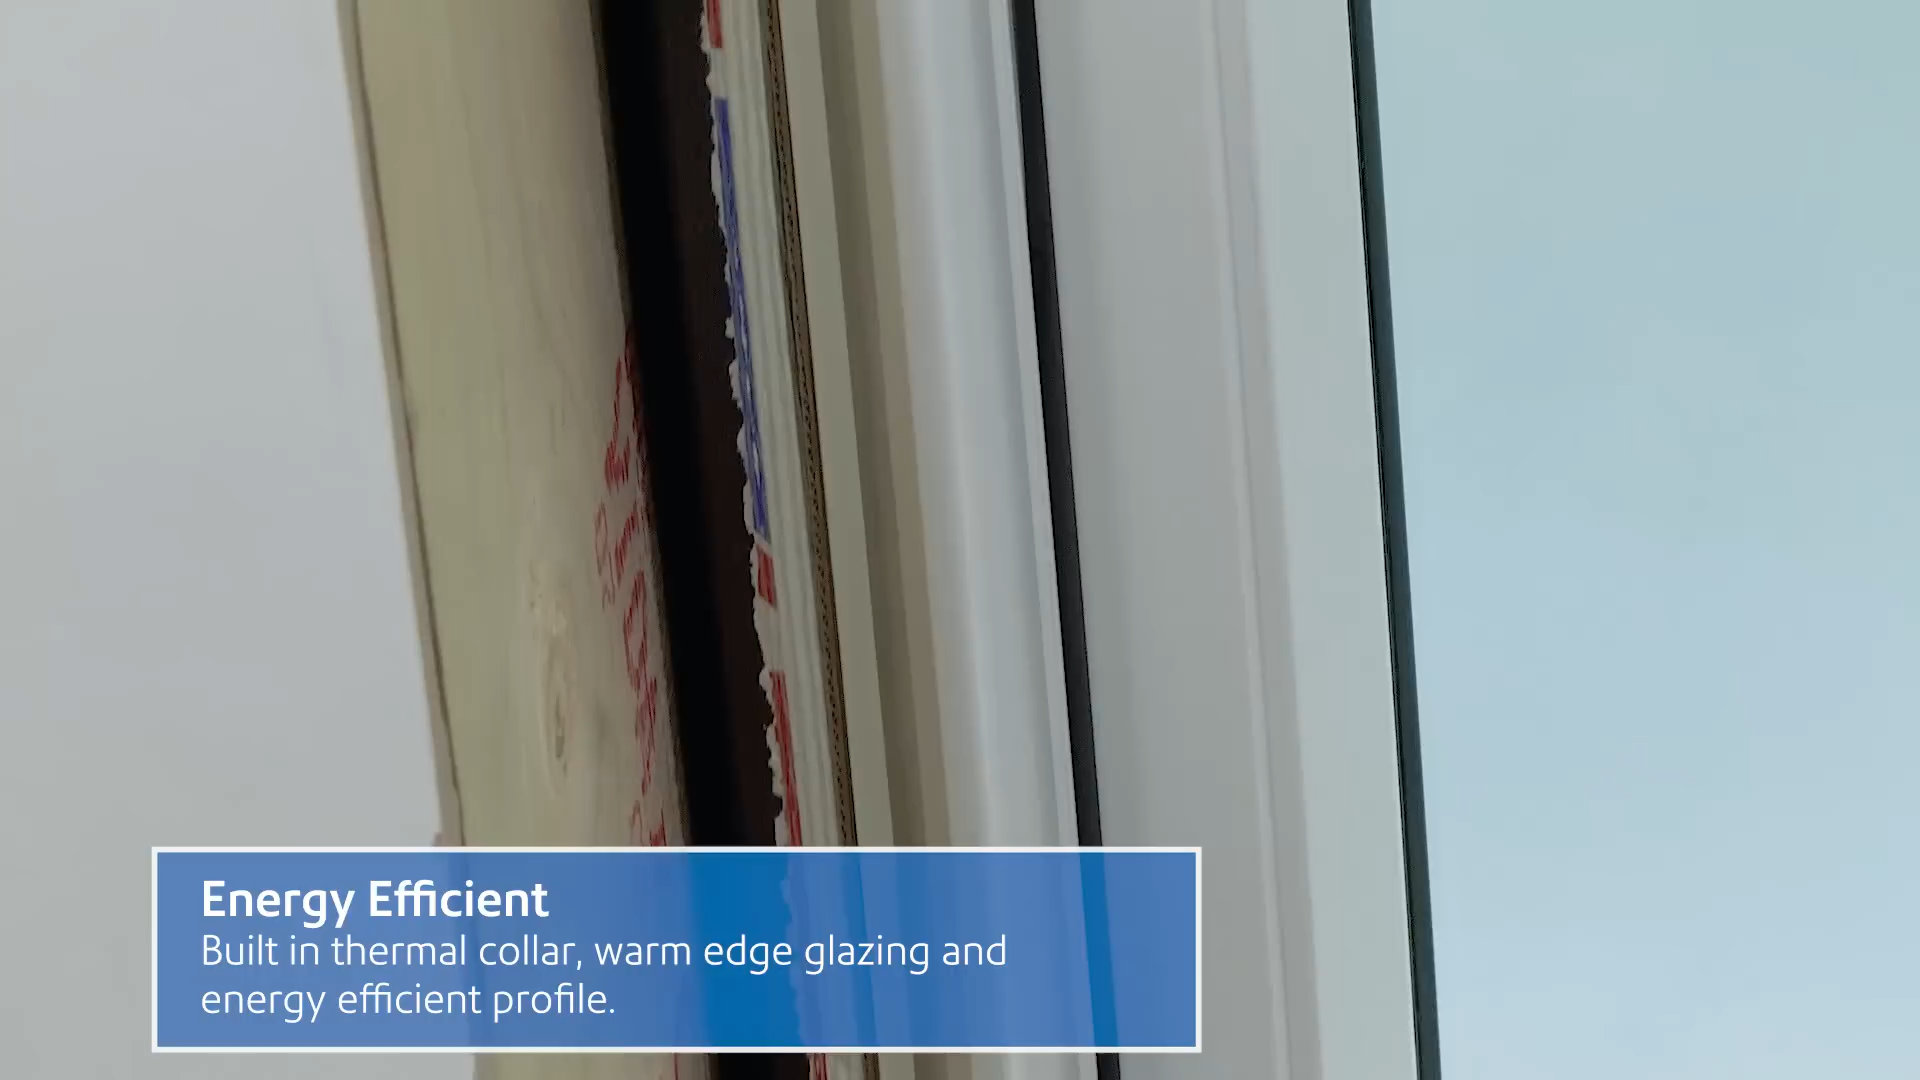 Energy Efficient
Built in thermal collar, warm edge glazing and
energy efficient profile.